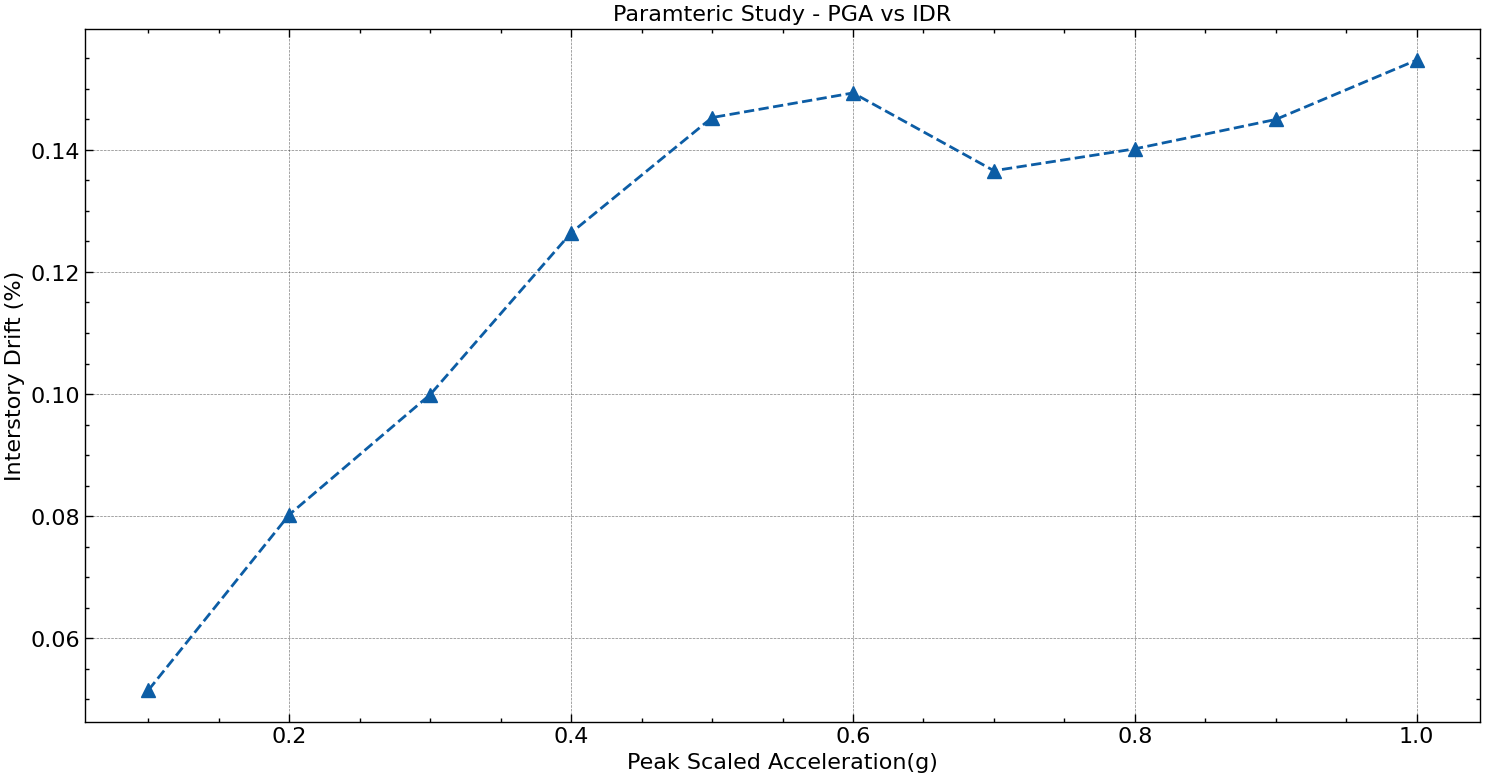 Paramteric Study - PGA vs IDR
Interstory Drift (%)
0.14
0.12
0.10
0.08
0.06
0.2 0.4 0.6 0.8 1.0
Peak Scaled Acceleration(g)